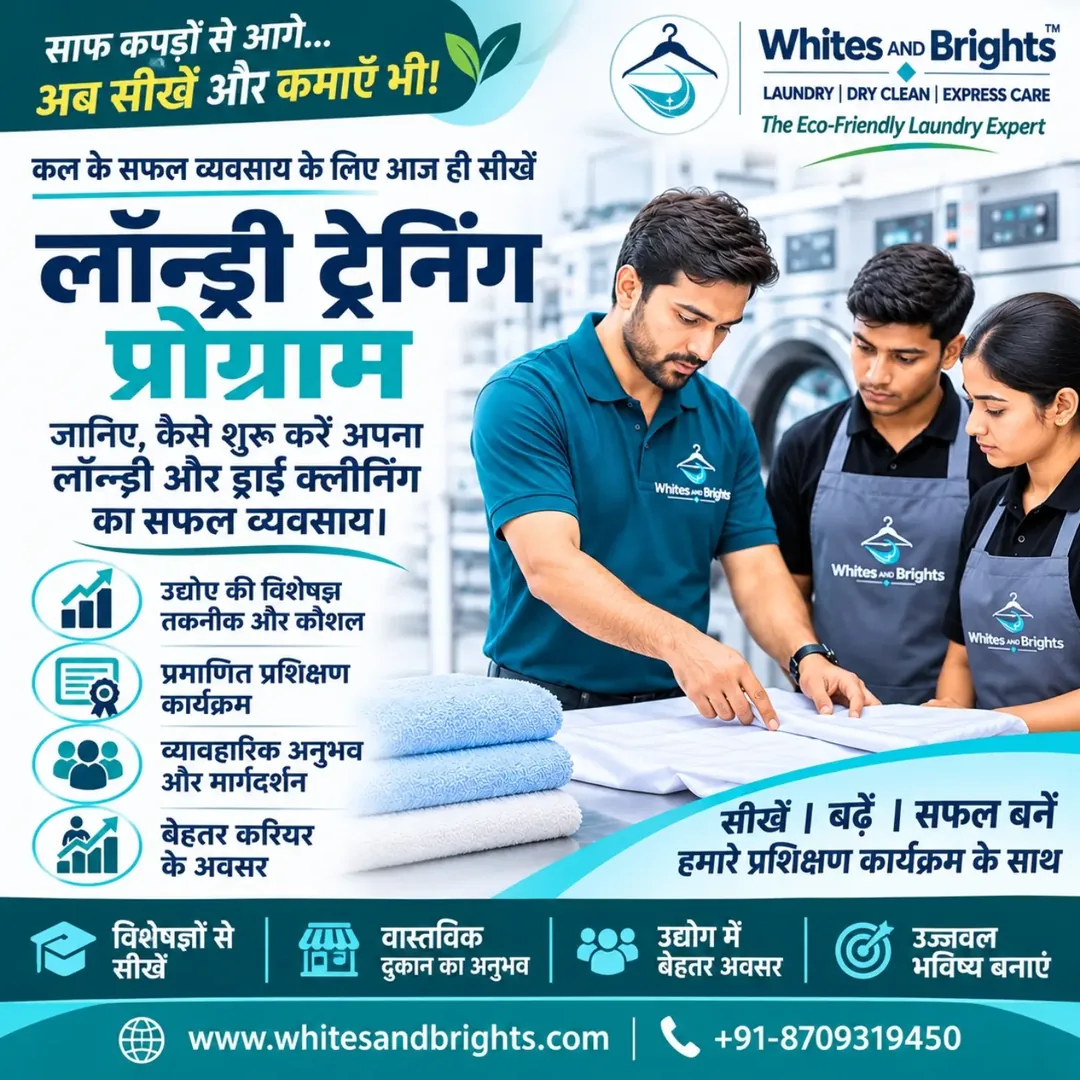 साफ कपड़ों से आगे...
अब सीखें और कमाएँ भी!
Whites AND Brights™
LAUNDRY | DRY CLEAN | EXPRESS CARE
The Eco-Friendly Laundry Expert
कल के सफल व्यवसाय के लिए आज ही सीखें
लॉन्ड्री ट्रेनिंग
प्रोग्राम
जानिए, कैसे शुरू करें अपना
लॉन्ड्री और ड्राई क्लीनिंग
का सफल व्यवसाय।
उद्योए की विशेषझ
तकनीक और कौशल
प्रमाणित प्रशिक्षण
कार्यक्रम
व्यावहारिक अनुभव
और मार्गदर्शन
बेहतर करियर
के अवसर
Whites AND Brights
Whites AND Brights
Whites AND Brights
सीखें । बढ़ें । सफल बनें
हमारे प्रशिक्षण कार्यक्रम के साथ
विशेषज्ञों से
सीखें
वास्तविक
दुकान का अनुभव
उद्योग में
बेहतर अवसर
उज्जवल
भविष्य बनाएं
www.whitesandbrights.com
+91-8709319450